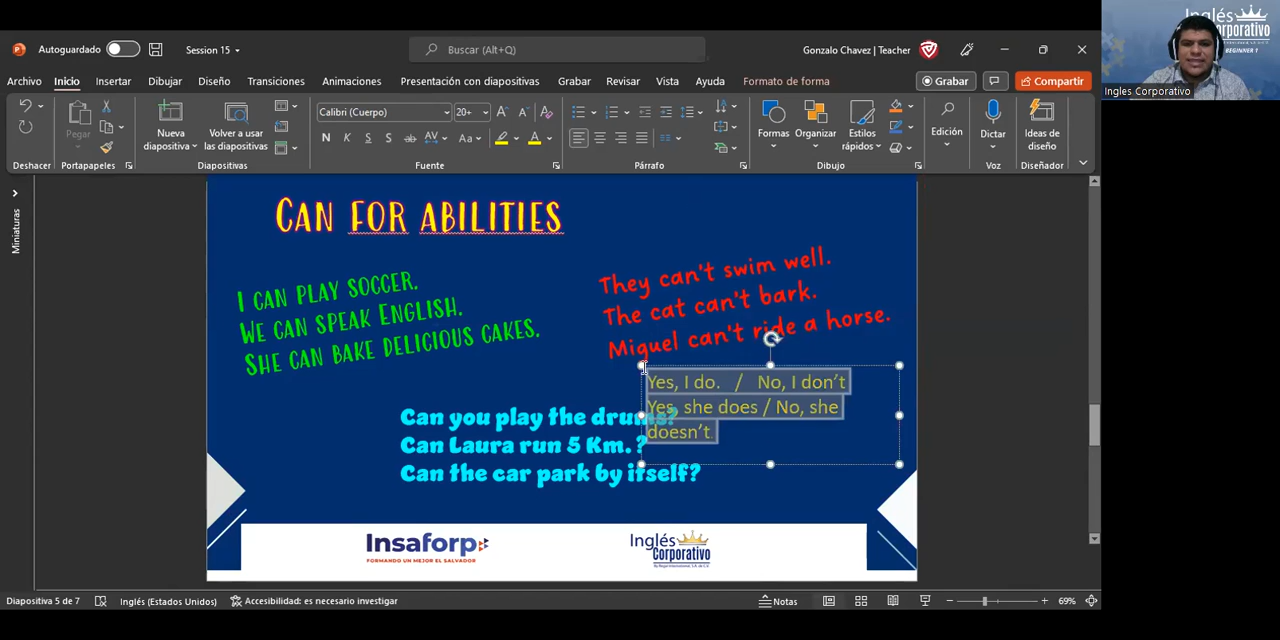 Autoguardado
Session 15
Buscar (Alt+Q)
Gonzalo Chavez | Teacher
Inglés
Corporativo
BEGINNER 1
Ingles Corporativo
Archivo Inicio Insertar Dibujar Diseño Transiciones Animaciones Presentación con diapositivas Grabar Revisar Vista Ayuda Formato de forma
Grabar
Compartir
Calibri (Cuerpo) 20+
Pegar
Nueva diapositiva
Volver a usar las diapositivas
Formas
Organizar
Estilos rápidos
Edición
Dictar
Ideas de diseño
Deshacer Portapapeles Diapositivas Fuente Párrafo Dibujo Voz Diseñador
Miniaturas
Can for abilities
I can play soccer.
We can speak English.
She can bake delicious cakes.
They can't swim well.
The cat can't bark.
Miguel can't ride a horse.
Yes, I do. / No, I don't
Yes, she does / No, she
doesn't.
Can you play the drums?
Can Laura run 5 Km. ?
Can the car park by itself?
Insaforp
FORMANDO UN MEJOR EL SALVADOR
Inglés
Corporativo
Diapositiva 5 de 7
Inglés (Estados Unidos)
Accesibilidad: es necesario investigar
Notas
69%